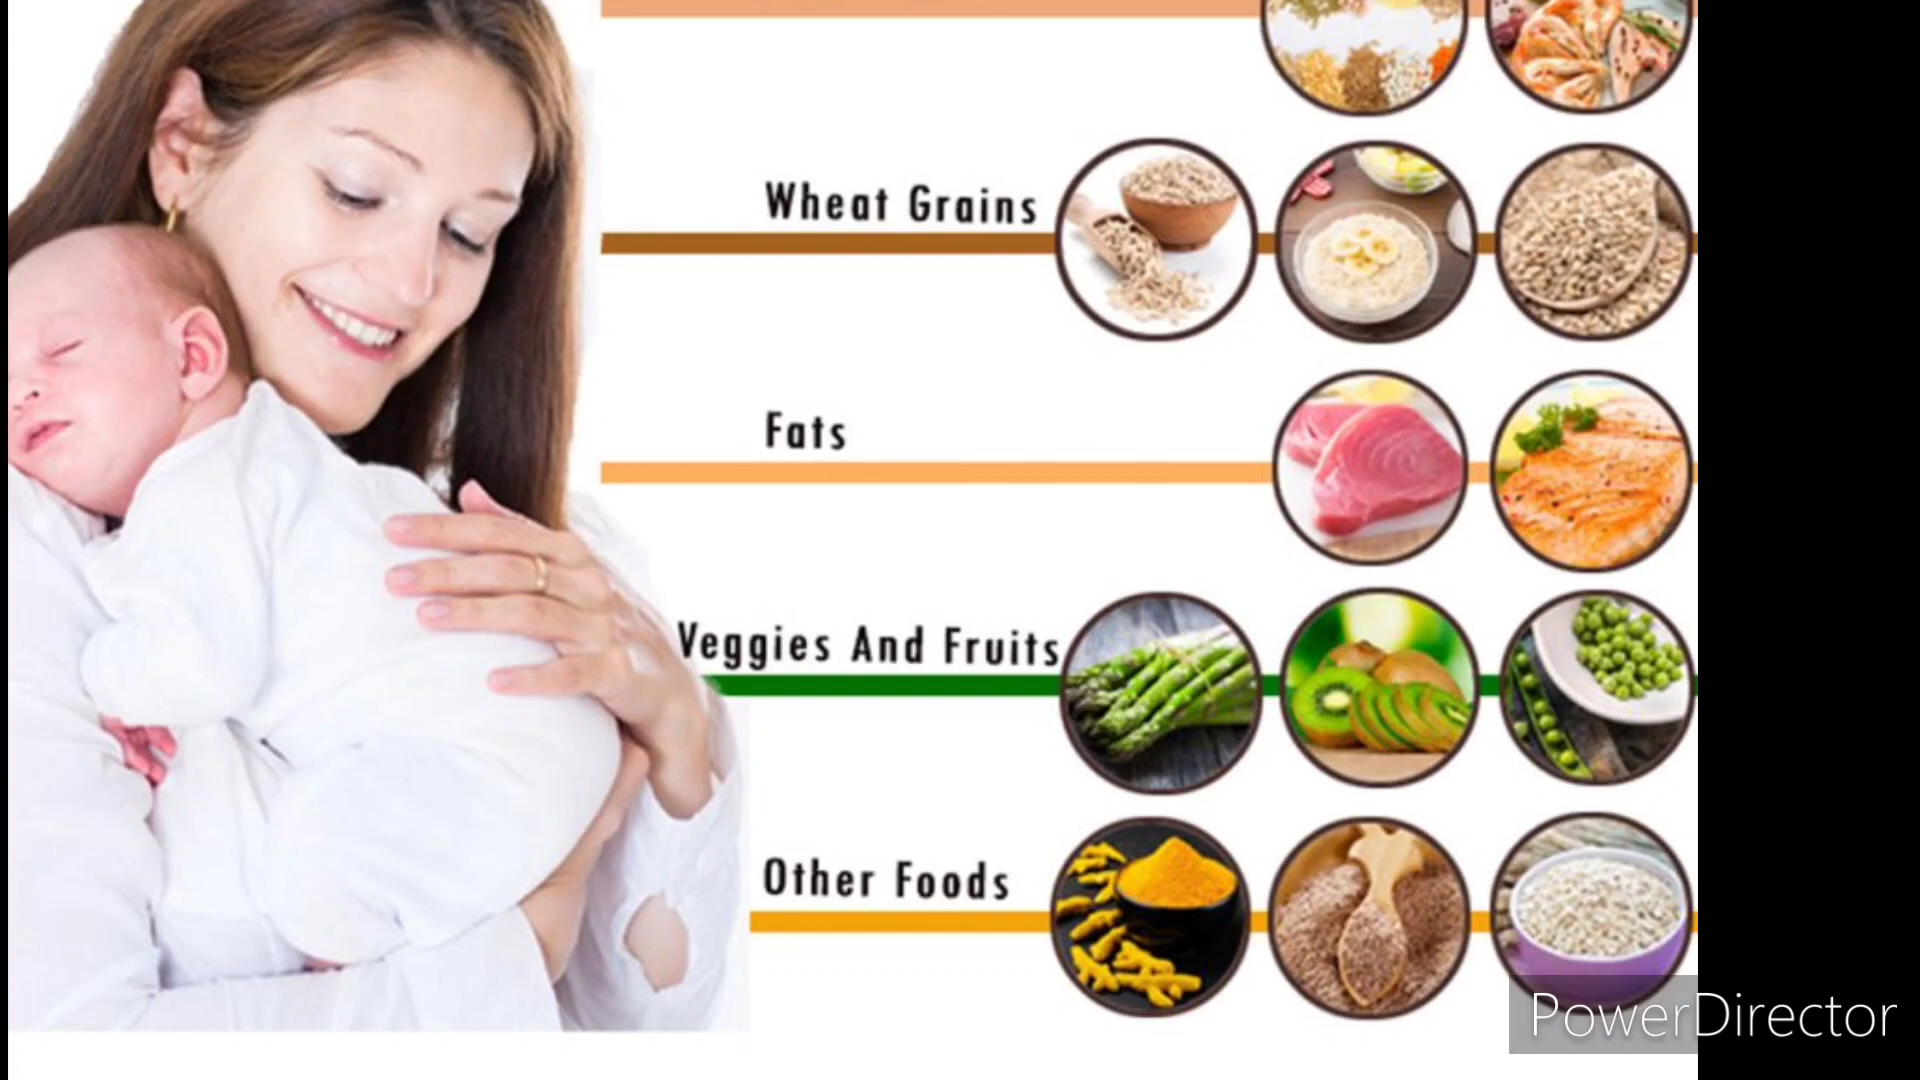 Wheat Grains
Fats
Veggies And Fruits
Other Foods
PowerDirector